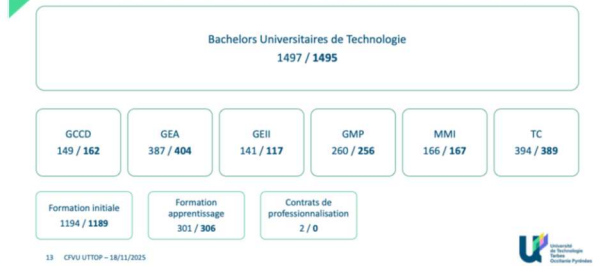 Bachelors Universitaires de Technologie
1497 / 1495
GCCD
149 / 162
GEA
387 / 404
GEII
141 / 117
GMP
260 / 256
MMI
166 / 167
TC
394 / 389
Formation initiale
1194 / 1189
Formation
apprentissage
301 / 306
Contrats de
professionnalisation
2 / 0
13 CFVU UTTOP – 18/11/2025
Université
de Technologie
Tarbes
Occitanie Pyrénées